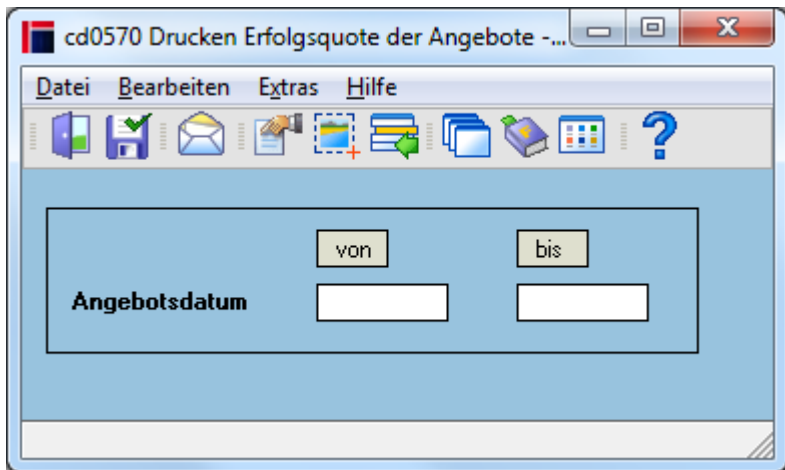 cd0570 Drucken Erfolgsquote der Angebote -...
Datei Bearbeiten Extras Hilfe
von bis
Angebotsdatum